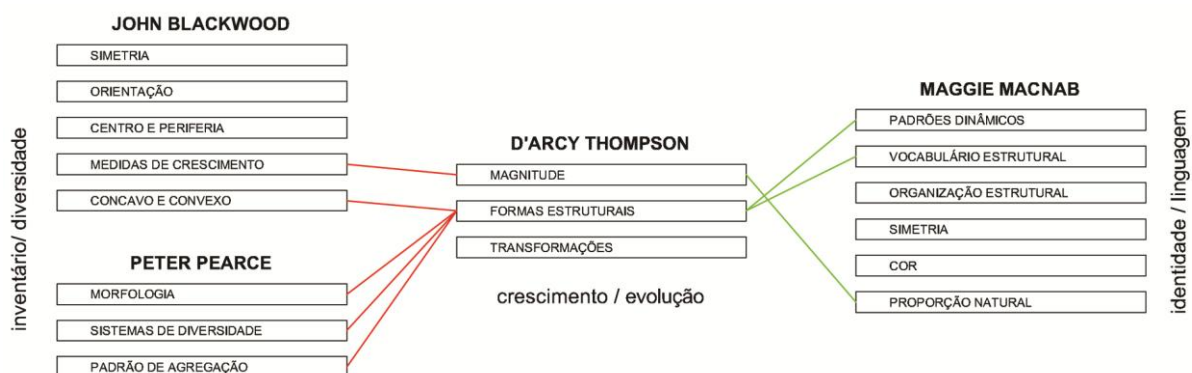 JOHN BLACKWOOD
SIMETRIA
ORIENTAÇÃO
CENTRO E PERIFERIA
MEDIDAS DE CRESCIMENTO
CONCAVO E CONVEXO
inventário/ diversidade
PETER PEARCE
MORFOLOGIA
SISTEMAS DE DIVERSIDADE
PADRÃO DE AGREGAÇÃO
D'ARCY THOMPSON
MAGNITUDE
FORMAS ESTRUTURAIS
TRANSFORMAÇÕES
crescimento / evolução
MAGGIE MACNAB
PADRÕES DINÂMICOS
VOCABULÁRIO ESTRUTURAL
ORGANIZAÇÃO ESTRUTURAL
SIMETRIA
COR
PROPORÇÃO NATURAL
identidade / linguagem